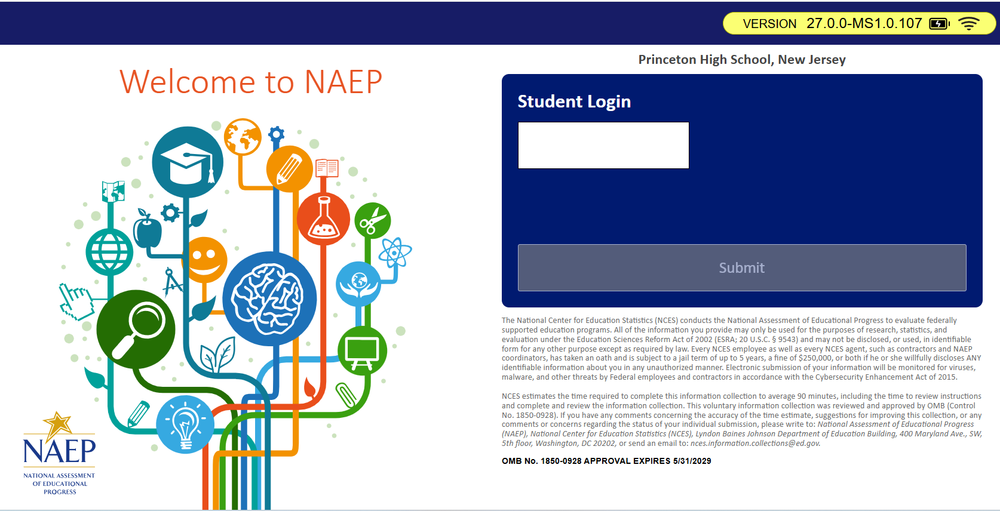 VERSION 27.0.0-MS1.0.107
Princeton High School, New Jersey
Welcome to NAEP
Student Login
Submit
The National Center for Education Statistics (NCES) conducts the National Assessment of Educational Progress to evaluate federally
supported education programs. All of the information you provide may only be used for the purposes of research, statistics, and
evaluation under the Education Sciences Reform Act of 2002 (ESRA; 20 U.S.C. § 9543) and may not be disclosed, or used, in identifiable
form for any other purpose except as required by law. Every NCES employee as well as every NCES agent, such as contractors and NAEP
coordinators, has taken an oath and is subject to a jail term of up to 5 years, a fine of $250,000, or both if he or she willfully discloses ANY
identifiable information about you in any unauthorized manner. Electronic submission of your information will be monitored for viruses,
malware, and other threats by Federal employees and contractors in accordance with the Cybersecurity Enhancement Act of 2015.
NCES estimates the time required to complete this information collection to average 90 minutes, including the time to review instructions
and complete and review the information collection. This voluntary information collection was reviewed and approved by OMB (Control
No. 1850-0928). If you have any comments concerning the accuracy of the time estimate, suggestions for improving this collection, or any
comments or concerns regarding the status of your individual submission, please write to: National Assessment of Educational Progress
(NAEP), National Center for Education Statistics (NCES), Lyndon Baines Johnson Department of Education Building, 400 Maryland Ave., SW,
5th floor, Washington, DC 20202, or send an email to: nces.information.collections@ed.gov.
OMB No. 1850-0928 APPROVAL EXPIRES 5/31/2029
NAEP
NATIONAL ASSESSMENT
OF EDUCATIONAL
PROGRESS